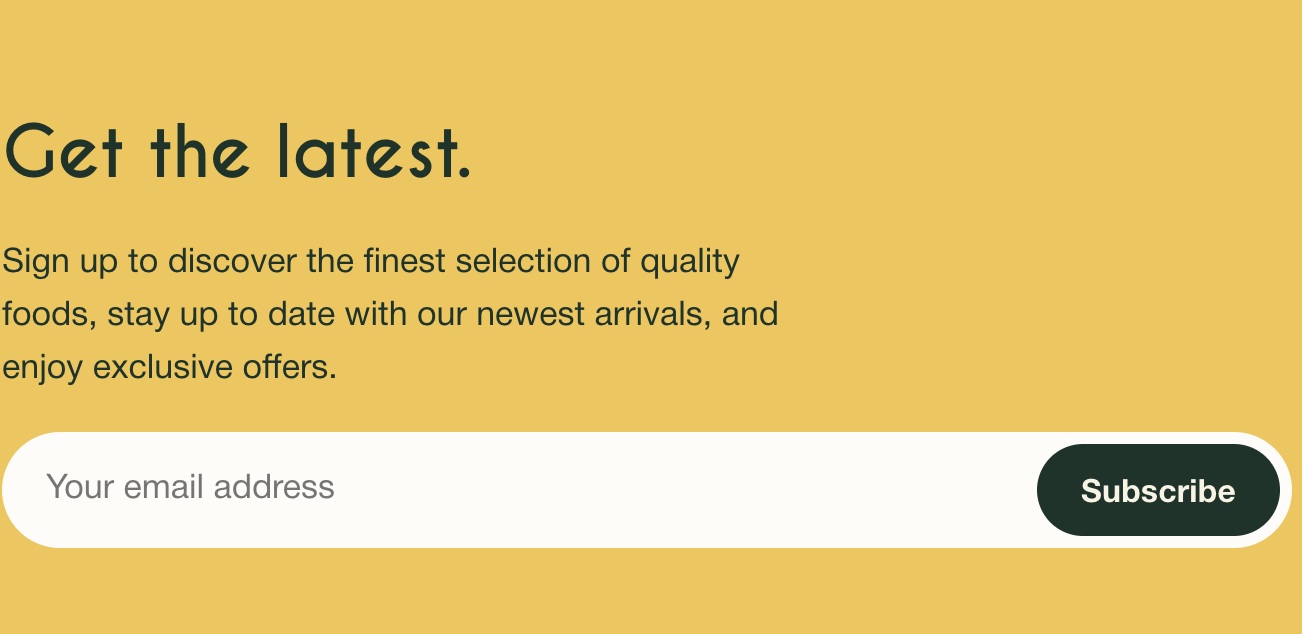 Get the latest.
Sign up to discover the finest selection of quality
foods, stay up to date with our newest arrivals, and
enjoy exclusive offers.
Your email address
Subscribe